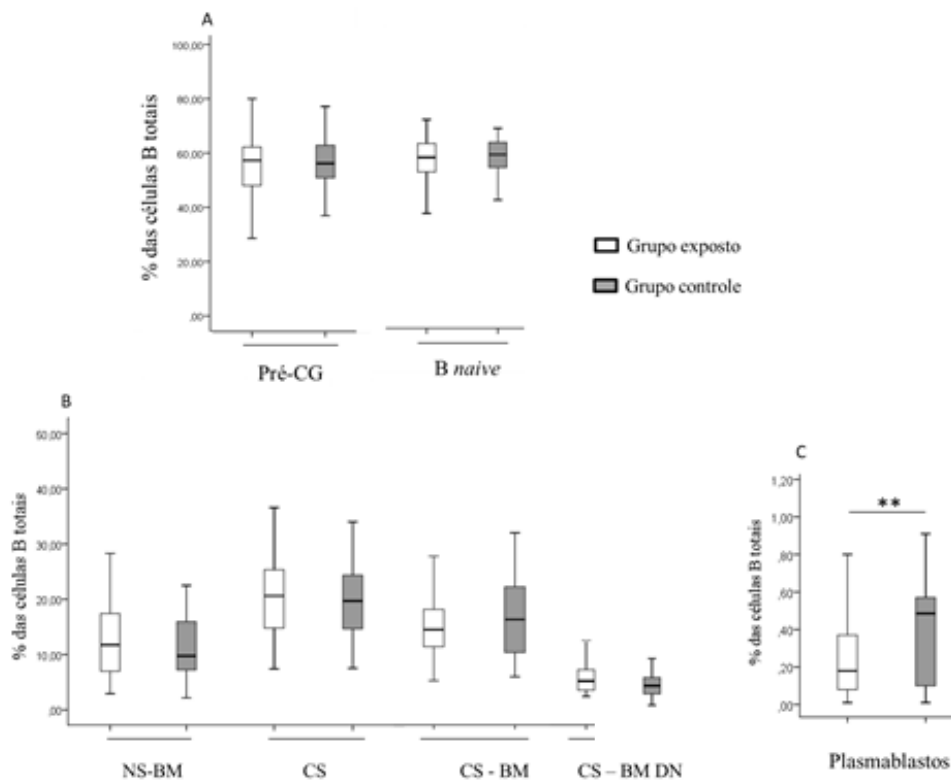 A
% das células B totais
100,00
80,00
60,00
40,00
20,00
,00
Pré-CG
B naive
Grupo exposto
Grupo controle
B
% das células B totais
50,00
40,00
30,00
20,00
10,00
,00
NS-BM
CS
CS - BM
CS – BM DN
C
% das células B totais
1,20
1,00
,80
,60
,40
,20
,00
**
Plasmablastos